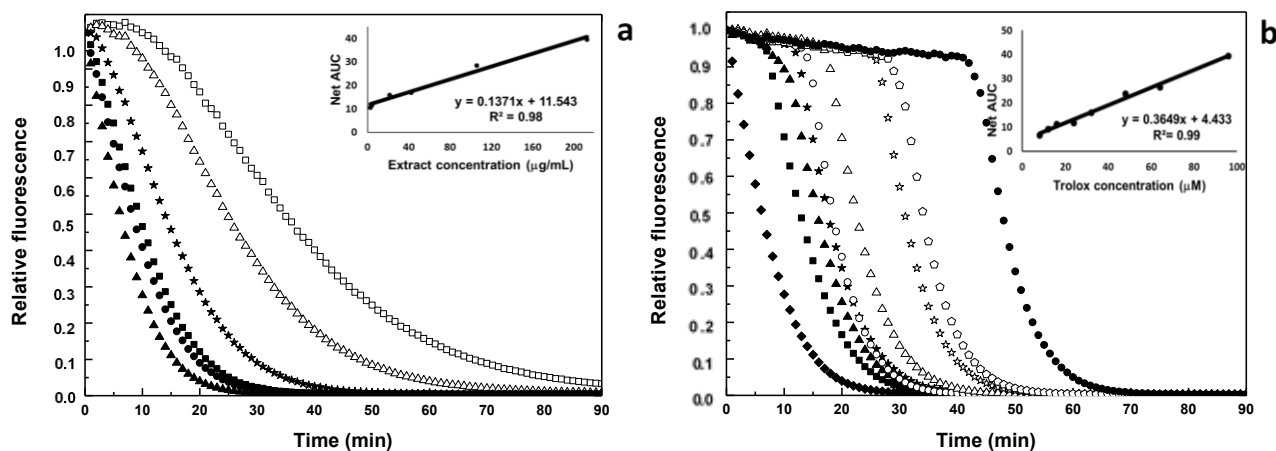 a
Relative fluorescence
1.0
0.9
0.8
0.7
0.6
0.5
0.4
0.3
0.2
0.1
0.0
0 10 20 30 40 50 60 70 80 90
Time (min)
Net AUC
40
30
20
10
0
0 40 80 120 160 200
y = 0.1371x + 11.543
R² = 0.98
Extract concentration (µg/mL)
b
Relative fluorescence
1.0
0.9
0.8
0.7
0.6
0.5
0.4
0.3
0.2
0.1
0.0
0 10 20 30 40 50 60 70 80 90
Time (min)
Net AUC
50
40
30
20
10
0
0 20 40 60 80 100
y = 0.3649x + 4.433
R²= 0.99
Trolox concentration (µM)